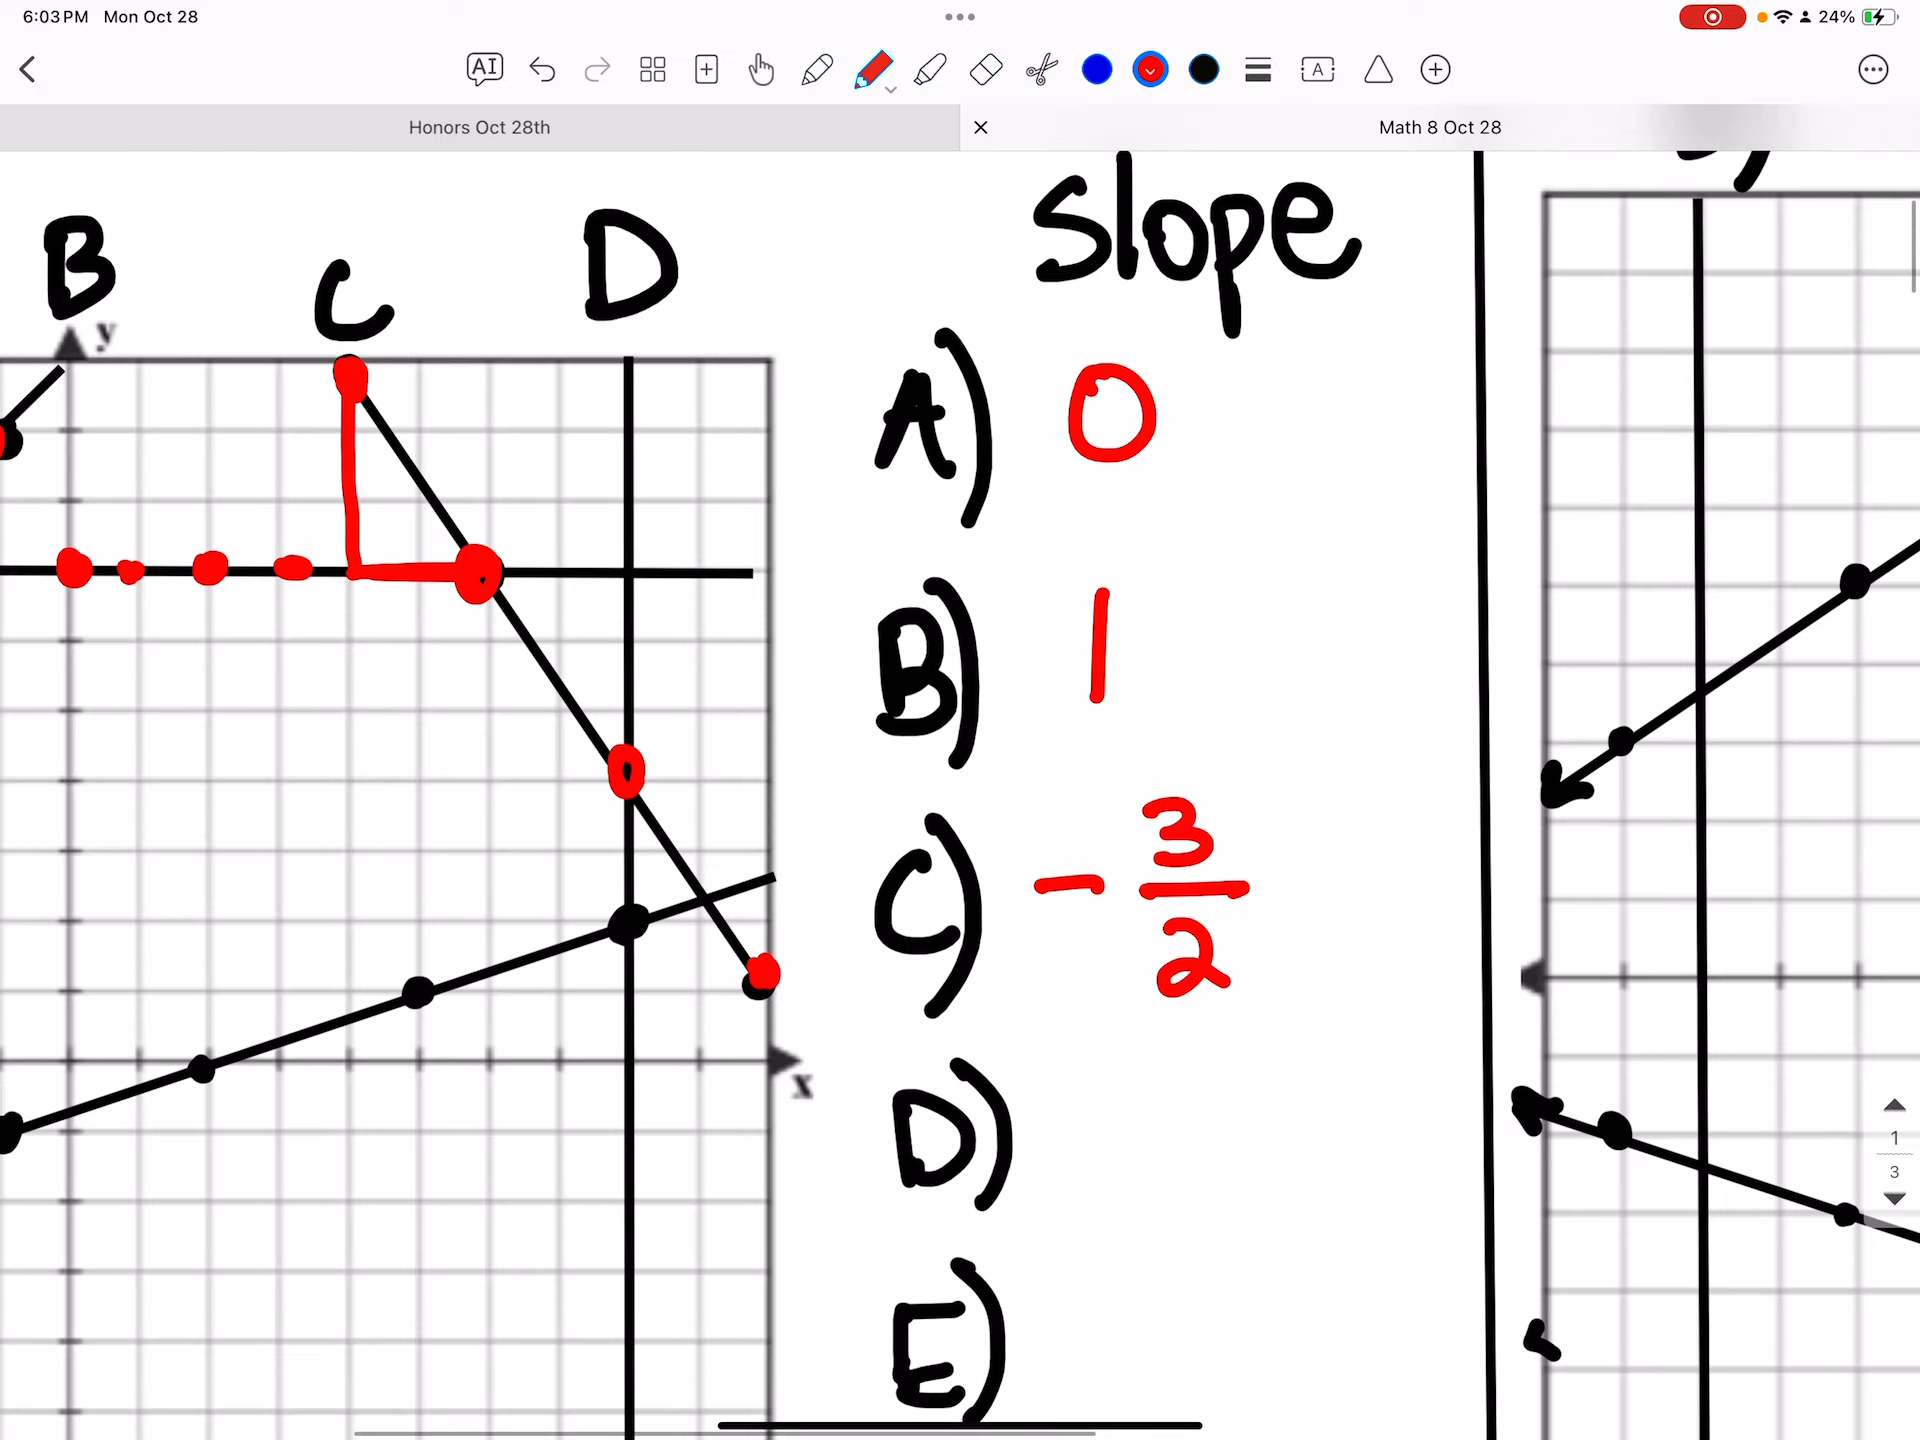 6:03 PM Mon Oct 28
24%
AI
A
Honors Oct 28th
Math 8 Oct 28
Slope
B C D
y
A) 0
B) 1
C) - 3/2
x
D)
E)
1
3